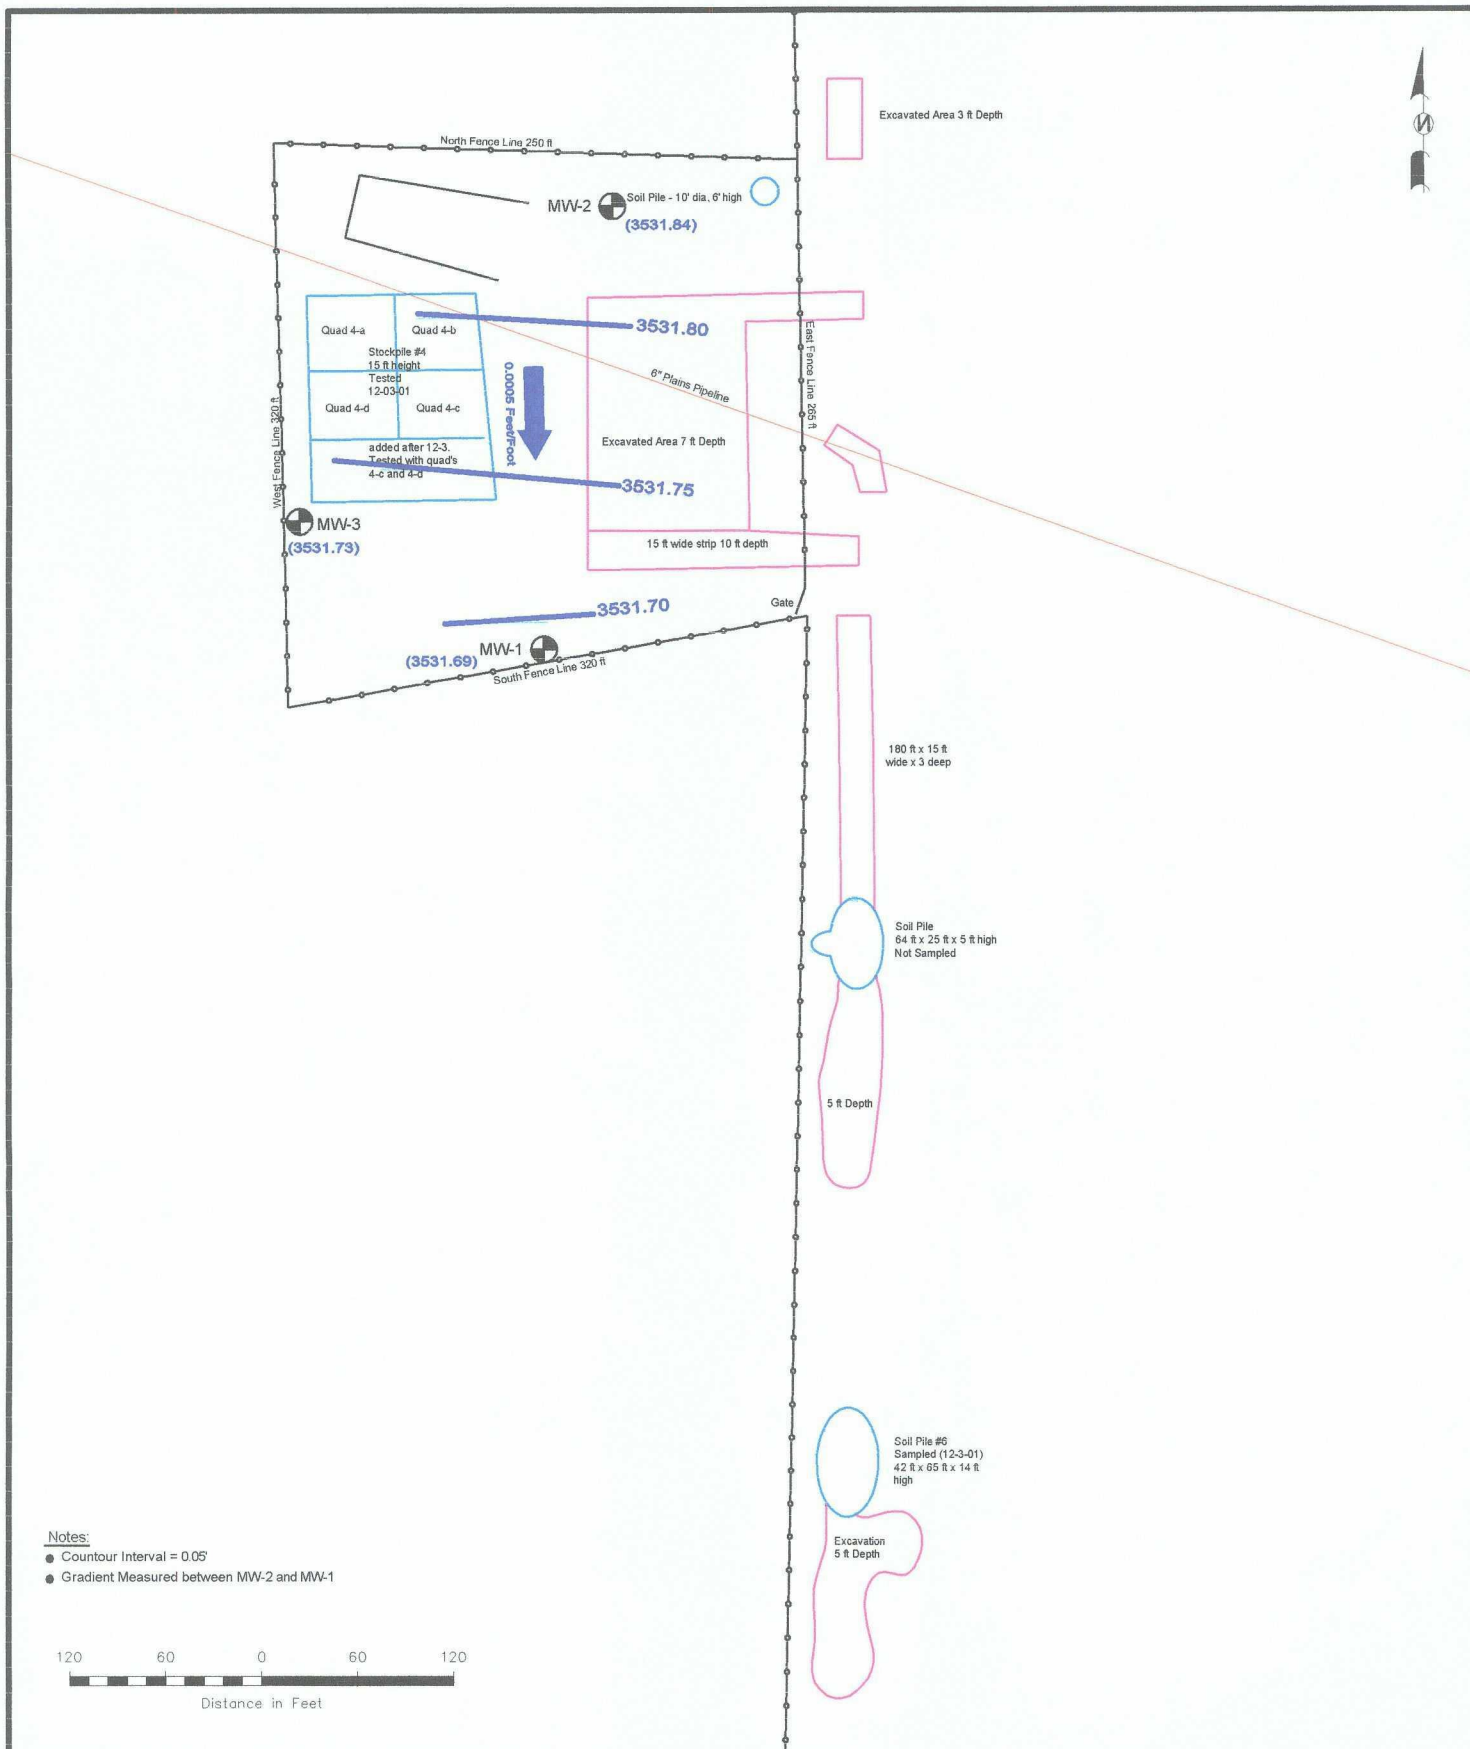 Excavated Area 3 ft Depth
N
North Fence Line 250 ft
MW-2
Soil Pile - 10' dia, 6' high
(3531.84)
3531.80
Quad 4-a
Quad 4-b
Stockpile #4
15 ft height
Tested
12-03-01
Quad 4-d
Quad 4-c
added after 12-3.
Tested with quad's
4-c and 4-d
0.0005 Feet/Foot
6" Plains Pipeline
East Fence Line 265 ft
West Fence Line 320 ft
Excavated Area 7 ft Depth
3531.75
MW-3
(3531.73)
15 ft wide strip 10 ft depth
Gate
3531.70
MW-1
(3531.69)
South Fence Line 320 ft
180 ft x 15 ft
wide x 3 deep
Soil Pile
64 ft x 25 ft x 5 ft high
Not Sampled
5 ft Depth
Soil Pile #6
Sampled (12-3-01)
42 ft x 65 ft x 14 ft
high
Excavation
5 ft Depth
Notes:
Countour Interval = 0.05'
Gradient Measured between MW-2 and MW-1
120 60 0 60 120
Distance in Feet